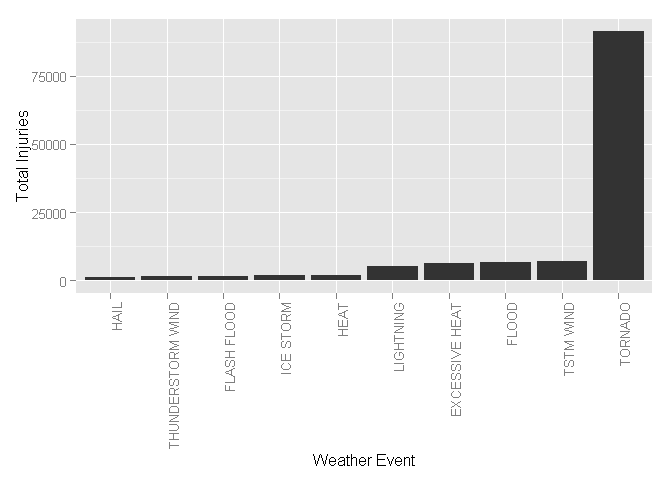 Total Injuries
75000
50000
25000
0
HAIL
THUNDERSTORM WIND
FLASH FLOOD
ICE STORM
HEAT
LIGHTNING
EXCESSIVE HEAT
FLOOD
TSTM WIND
TORNADO
Weather Event